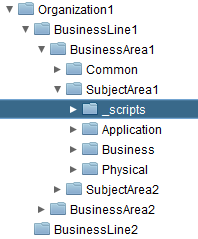 Organization1
BusinessLine1
BusinessArea1
Common
SubjectArea1
_scripts
Application
Business
Physical
SubjectArea2
BusinessArea2
BusinessLine2